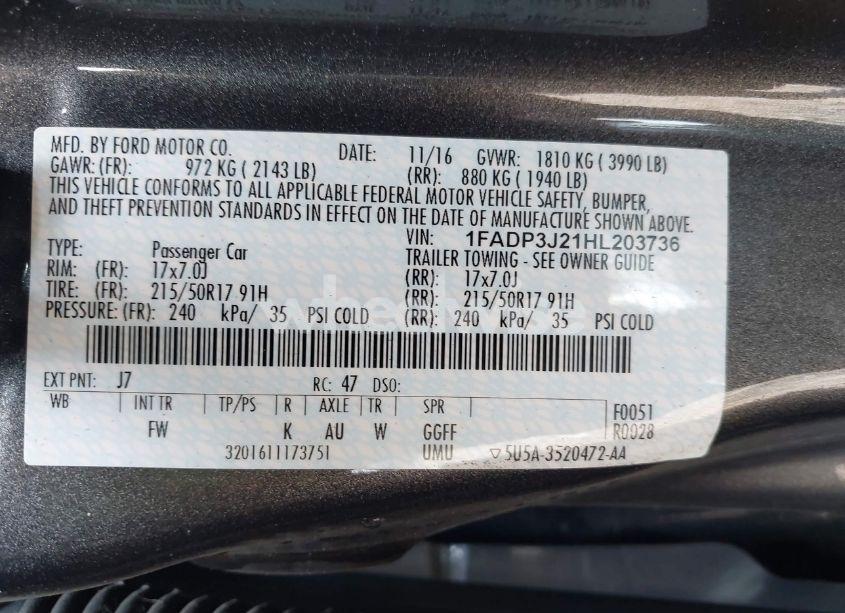 MFD. BY FORD MOTOR CO. DATE: 11/16 GVWR: 1810 KG ( 3990 LB)
GAWR: (FR): 972 KG ( 2143 LB) (RR): 880 KG ( 1940 LB)
THIS VEHICLE CONFORMS TO ALL APPLICABLE FEDERAL MOTOR VEHICLE SAFETY, BUMPER,
AND THEFT PREVENTION STANDARDS IN EFFECT ON THE DATE OF MANUFACTURE SHOWN ABOVE.
VIN: 1FADP3J21HL203736
TYPE: Passenger Car TRAILER TOWING - SEE OWNER GUIDE
RIM: (FR): 17x7.0J (RR): 17x7.0J
TIRE: (FR): 215/50R17 91H (RR): 215/50R17 91H
PRESSURE: (FR): 240 kPa/ 35 PSI COLD (RR): 240 kPa/ 35 PSI COLD
EXT PNT: J7 RC: 47 DSO:
WB INT TR TP/PS R AXLE TR SPR F0051
FW K AU W GGFF R0028
3201611173751 UMU ▽5U5A-3520472-AA